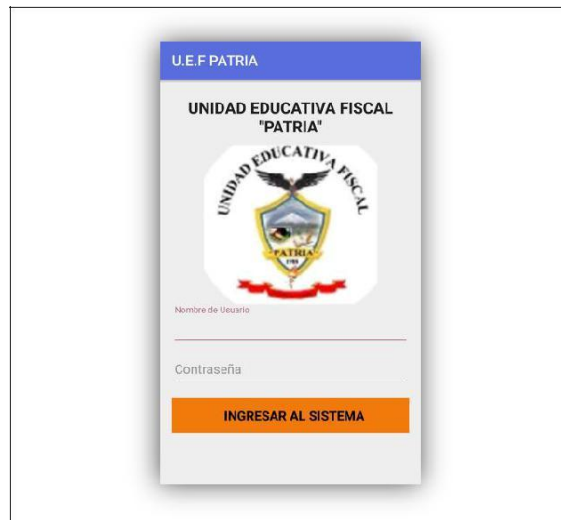 U.E.F PATRIA
UNIDAD EDUCATIVA FISCAL
"PATRIA"
UNIDAD EDUCATIVA FISCAL
PATRIA
Nombre de Usuario
Contraseña
INGRESAR AL SISTEMA